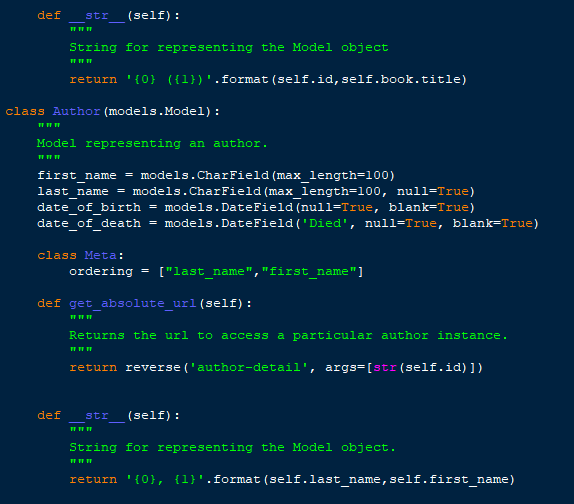 def __str__(self):
        """
        String for representing the Model object
        """
        return '{0} ({1})'.format(self.id,self.book.title)
class Author(models.Model):
    """
    Model representing an author.
    """
    first_name = models.CharField(max_length=100)
    last_name = models.CharField(max_length=100, null=True)
    date_of_birth = models.DateField(null=True, blank=True)
    date_of_death = models.DateField('Died', null=True, blank=True)
    class Meta:
        ordering = ["last_name","first_name"]
    def get_absolute_url(self):
        """
        Returns the url to access a particular author instance.
        """
        return reverse('author-detail', args=[str(self.id)])
    def __str__(self):
        """
        String for representing the Model object.
        """
        return '{0}, {1}'.format(self.last_name,self.first_name)